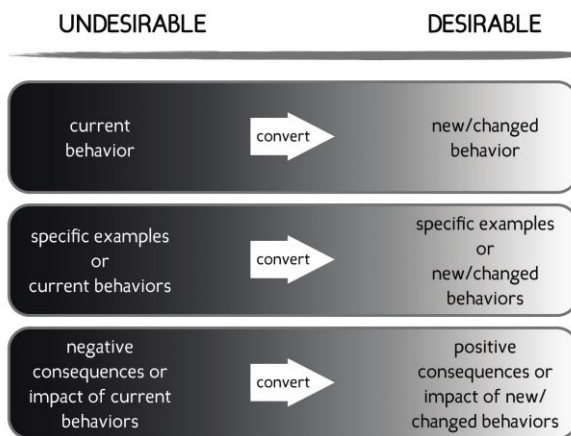 UNDESIRABLE
DESIRABLE
current
behavior
convert
new/changed
behavior
specific examples
or
current behaviors
convert
specific examples
or
new/changed
behaviors
negative
consequences or
impact of current
behaviors
convert
positive
consequences or
impact of new/
changed behaviors